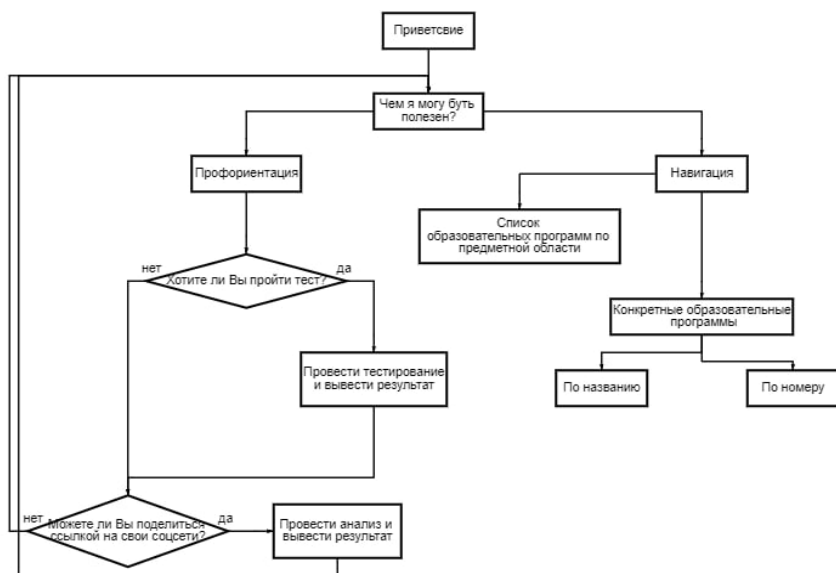 Приветсвие
Чем я могу буть
полезен?
Профориентация
Навигация
Список
образовательных программ по
предметной области
нет
да
Хотите ли Вы пройти тест?
Конкретные образовательные
программы
Провести тестирование
и вывести результат
По названию
По номеру
нет
Можете ли Вы поделиться
ссылкой на свои соцсети?
да
Провести анализ и
вывести результат